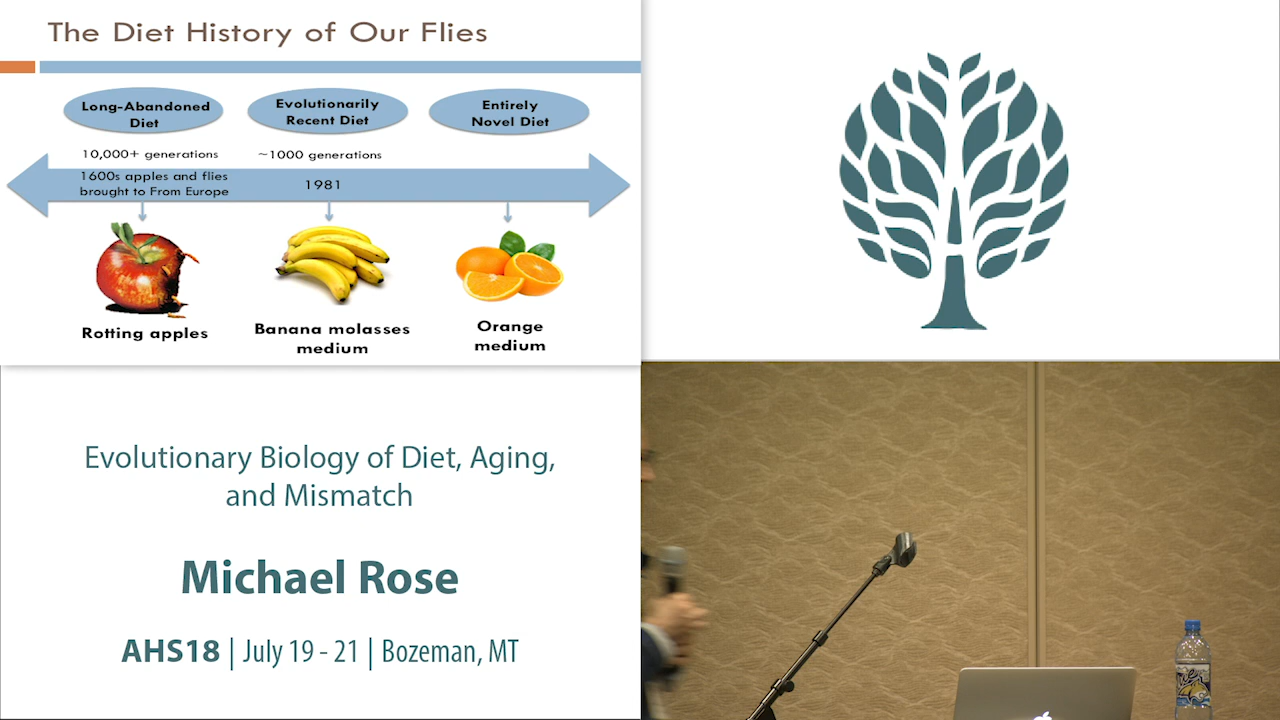 The Diet History of Our Flies
Long-Abandoned
Diet
Evolutionarily
Recent Diet
Entirely
Novel Diet
10,000+ generations
~1000 generations
1600s apples and flies
brought to From Europe
1981
Rotting apples
Banana molasses
medium
Orange
medium
Evolutionary Biology of Diet, Aging,
and Mismatch
Michael Rose
AHS18 | July 19 - 21 | Bozeman, MT